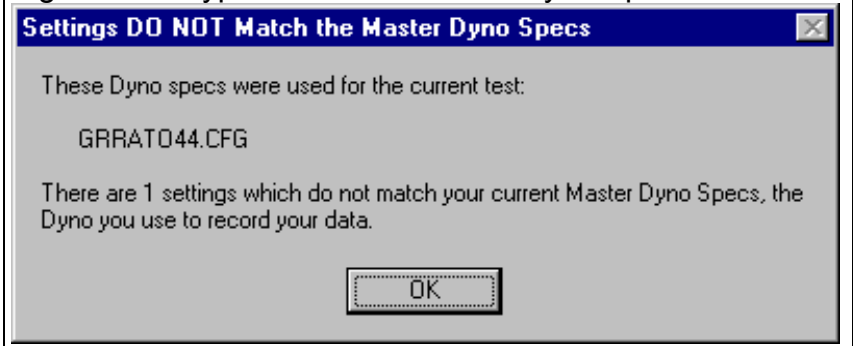 Settings DO NOT Match the Master Dyno Specs
These Dyno specs were used for the current test:
GRRATO44.CFG
There are 1 settings which do not match your current Master Dyno Specs, the
Dyno you use to record your data.
OK